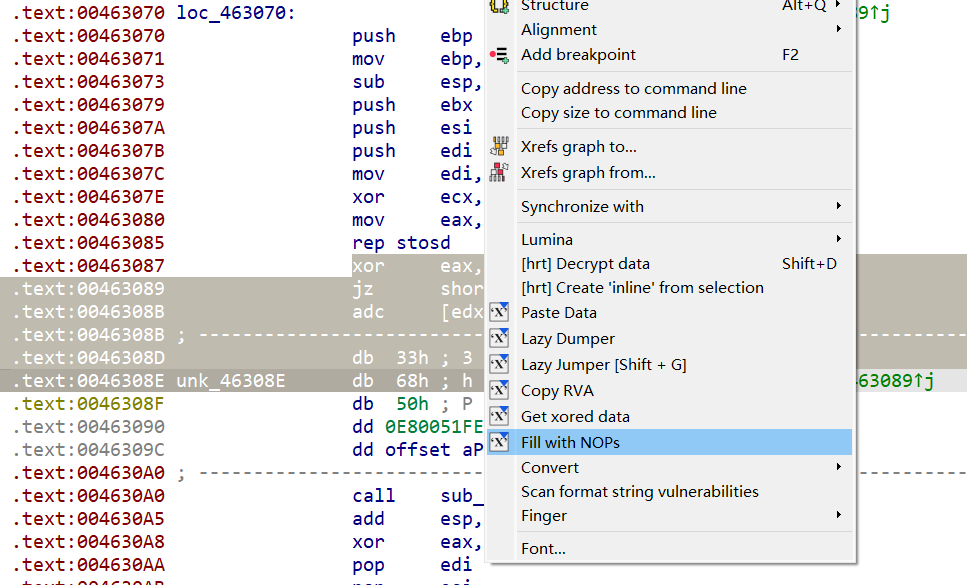 .text:00463070 loc_463070: 9↑j
.text:00463070 push ebp
.text:00463071 mov ebp,
.text:00463073 sub esp,
.text:00463079 push ebx
.text:0046307A push esi
.text:0046307B push edi
.text:0046307C mov edi,
.text:0046307E xor ecx,
.text:00463080 mov eax,
.text:00463085 rep stosd
.text:00463087 xor eax,
.text:00463089 jz shor
.text:0046308B adc [edx
.text:0046308B ; ---------------------------
.text:0046308D db 33h ; 3
.text:0046308E unk_46308E db 68h ; h 63089↑j
.text:0046308F db 50h ; P
.text:00463090 dd 0E80051FE
.text:0046309C dd offset aP
.text:004630A0 ; ---------------------------
.text:004630A0 call sub_
.text:004630A5 add esp,
.text:004630A8 xor eax,
.text:004630AA pop edi
.text:004630AB pop esi
Structure Alt+Q
Alignment
Add breakpoint F2
Copy address to command line
Copy size to command line
Xrefs graph to...
Xrefs graph from...
Synchronize with
Lumina
[hrt] Decrypt data Shift+D
[hrt] Create 'inline' from selection
Paste Data
Lazy Dumper
Lazy Jumper [Shift + G]
Copy RVA
Get xored data
Fill with NOPs
Convert
Scan format string vulnerabilities
Finger
Font...